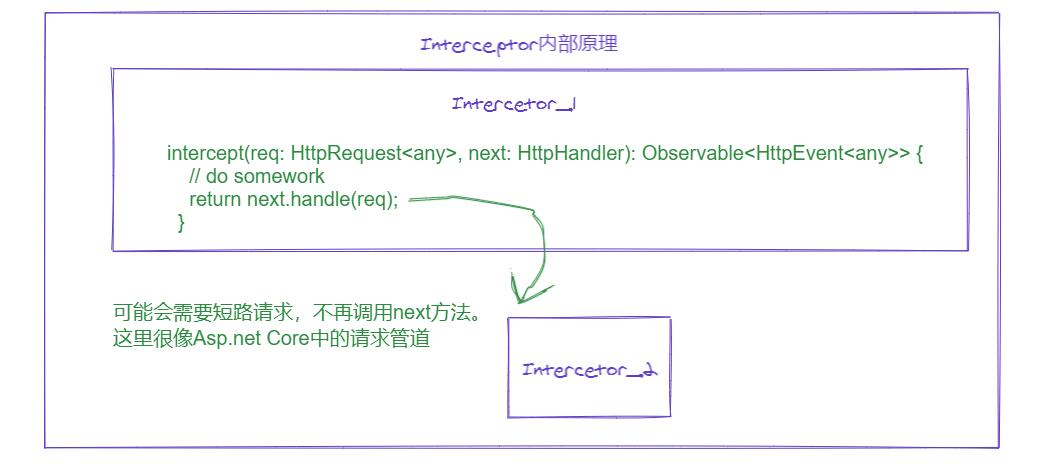 Interceptor内部原理
Intercetor_1
intercept(req: HttpRequest<any>, next: HttpHandler): Observable<HttpEvent<any>> {
// do somework
return next.handle(req);
}
可能会需要短路请求，不再调用next方法。
这里很像Asp.net Core中的请求管道
Intercetor_2